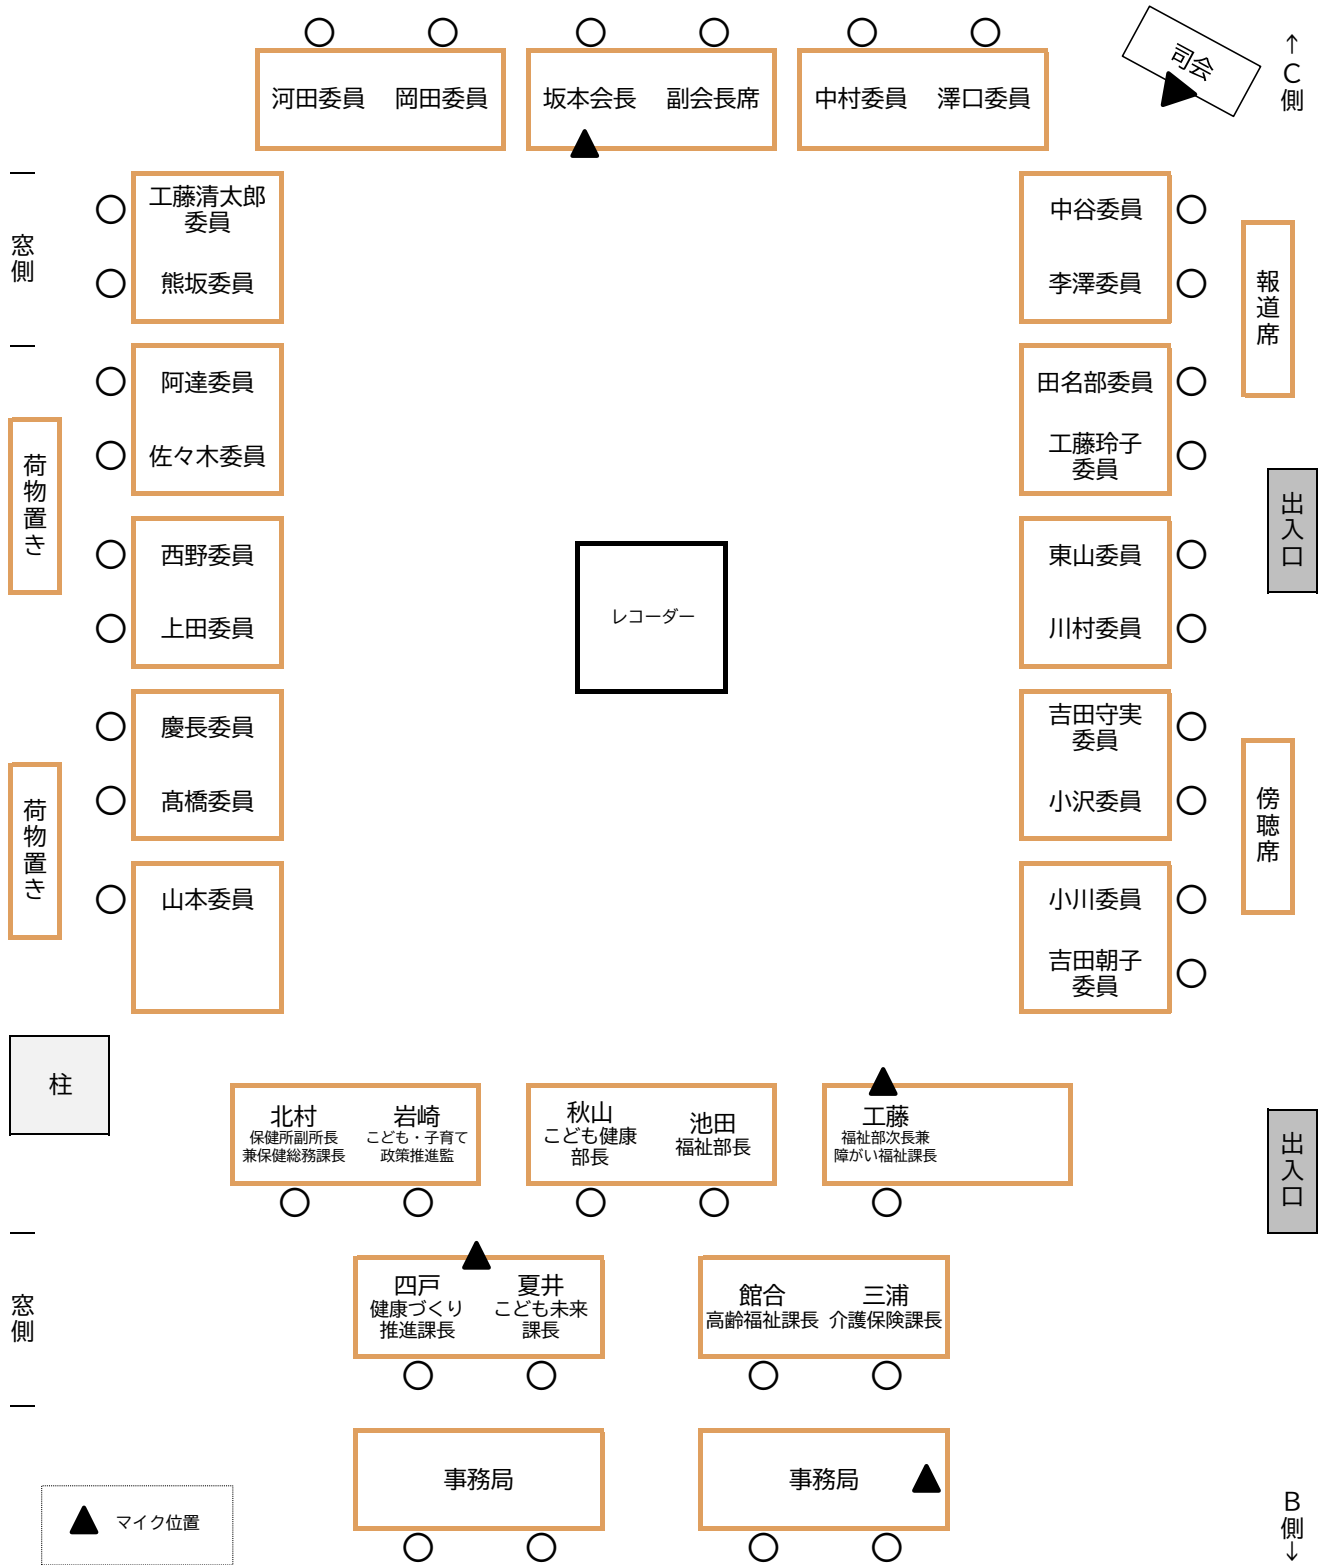 河田委員 岡田委員 坂本会長 副会長席 中村委員 澤口委員
司会
↑C側
窓側
工藤清太郎
委員
熊坂委員
阿達委員
佐々木委員
西野委員
上田委員
慶長委員
髙橋委員
山本委員
荷物置き
荷物置き
レコーダー
中谷委員
李澤委員
田名部委員
工藤玲子
委員
東山委員
川村委員
吉田守実
委員
小沢委員
小川委員
吉田朝子
委員
報道席
出入口
傍聴席
柱
北村
保健所副所長
兼保健総務課長
岩崎
こども・子育て
政策推進監
秋山
こども健康
部長
池田
福祉部長
工藤
福祉部次長兼
障がい福祉課長
出入口
窓側
四戸
健康づくり
推進課長
夏井
こども未来
課長
館合
高齢福祉課長
三浦
介護保険課長
事務局
事務局
▲ マイク位置
B側↓